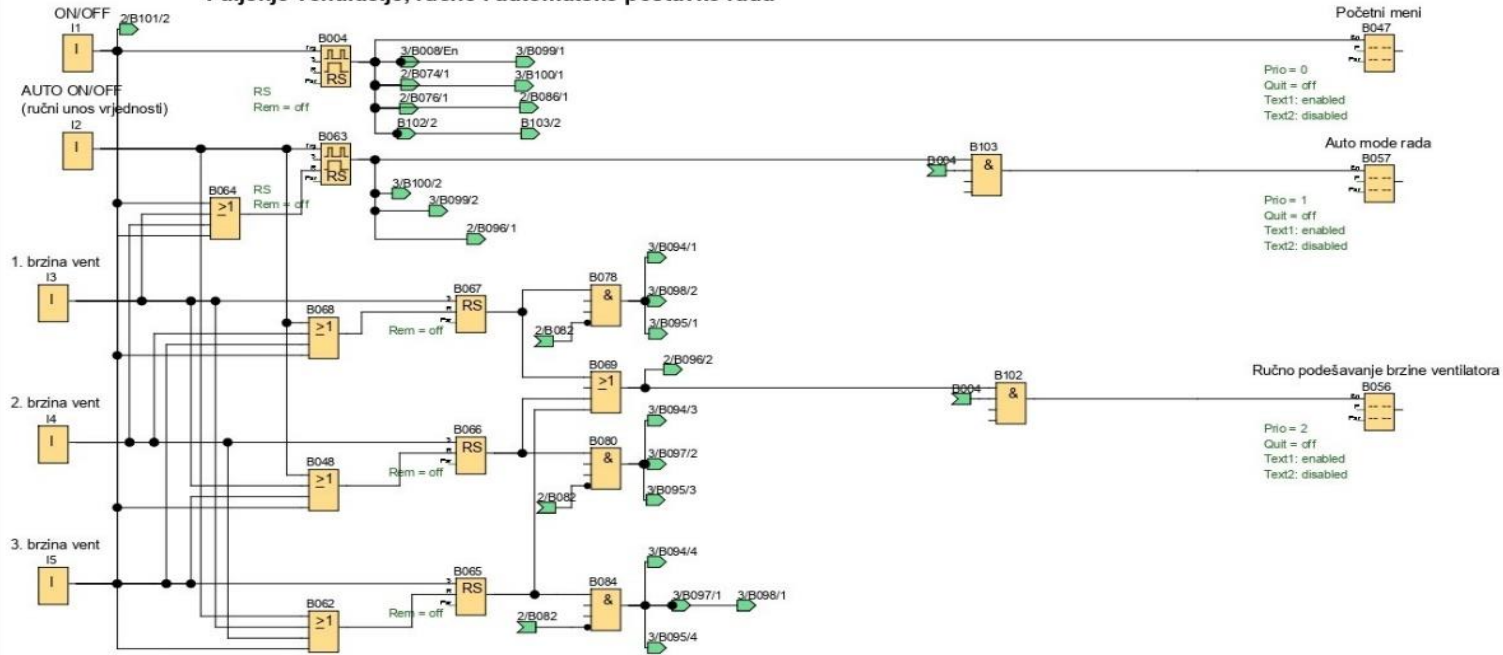 ON/OFF
I1
I
2/B101/2
B004
RS
RS
Rem = off
3/B008/En
3/B099/1
2/B074/1
3/B100/1
2/B076/1
2/B086/1
B102/2
B103/2
Početni meni
B047
Prio = 0
Quit = off
Text1: enabled
Text2: disabled
AUTO ON/OFF
(ručni unos vrjednosti)
I2
I
B063
RS
RS
Rem = off
B064
≥1
3/B100/2
3/B099/2
2/B096/1
B004
B103
&
Auto mode rada
B057
Prio = 1
Quit = off
Text1: enabled
Text2: disabled
1. brzina vent
I3
I
B068
≥1
B067
RS
Rem = off
B078
&
2/B082
3/B094/1
3/B098/2
3/B095/1
B069
≥1
2/B096/2
B004
B102
&
Ručno podešavanje brzine ventilatora
B056
Prio = 2
Quit = off
Text1: enabled
Text2: disabled
2. brzina vent
I4
I
B048
≥1
B066
RS
Rem = off
B080
&
2/B082
3/B094/3
3/B097/2
3/B095/3
3. brzina vent
I5
I
B062
≥1
B065
RS
Rem = off
B084
&
2/B082
3/B094/4
3/B097/1
3/B098/1
3/B095/4